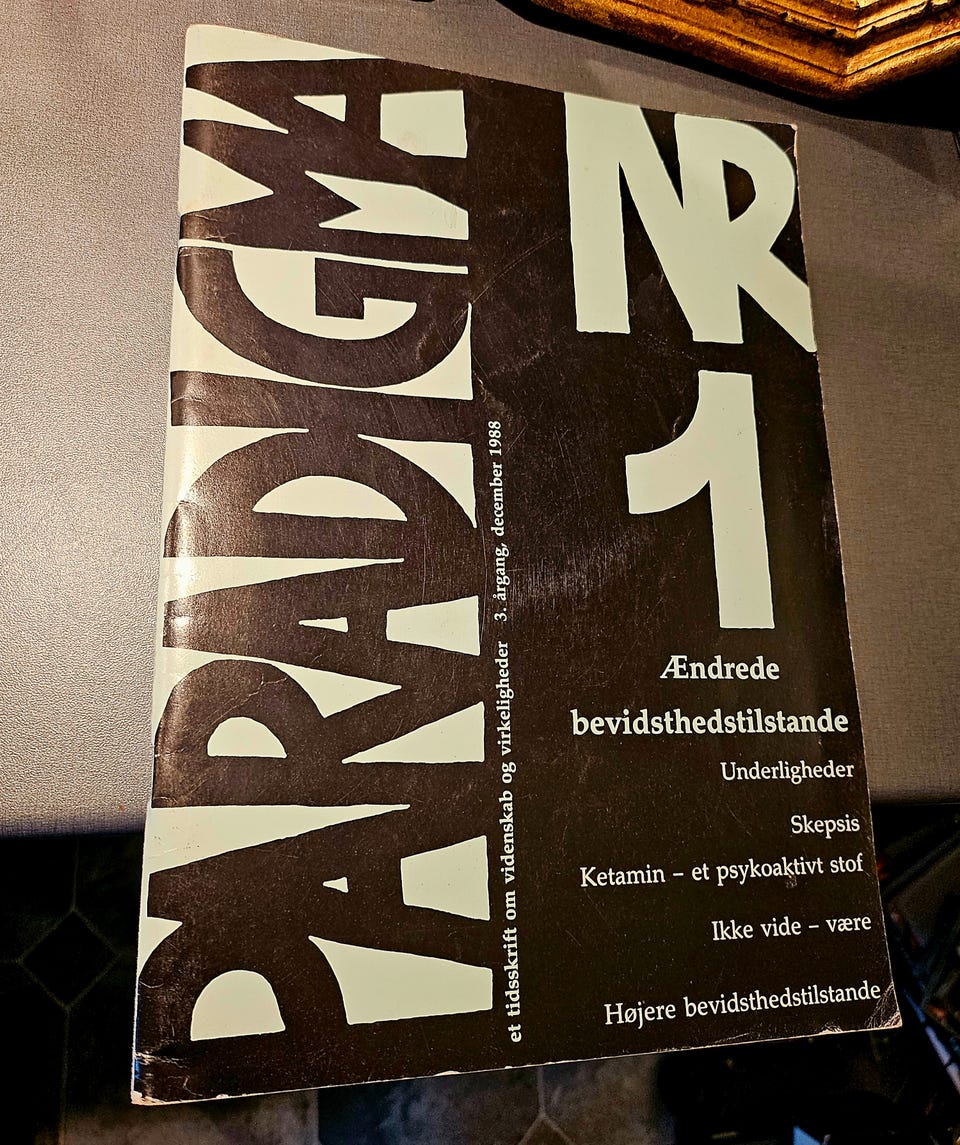 PARADIGMA
et tidsskrift om videnskab og virkeligheder 3. årgang, december 1988
NR
1
Ændrede
bevidsthedstilstande
Underligheder
Skepsis
Ketamin – et psykoaktivt stof
Ikke vide – være
Højere bevidsthedstilstande